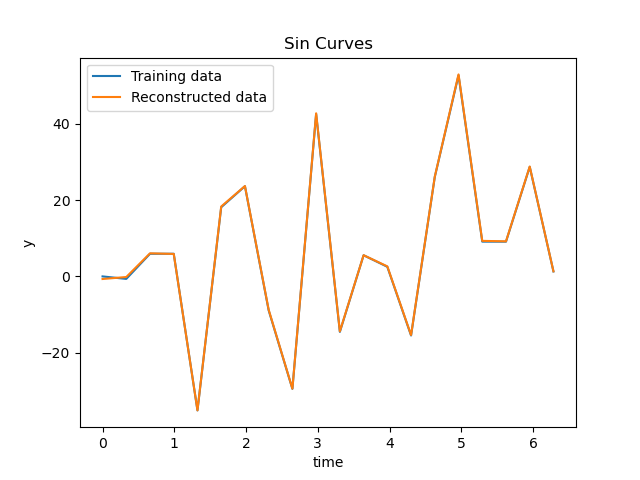 Sin Curves
Training data
Reconstructed data
40
20
0
−20
y
0 1 2 3 4 5 6
time